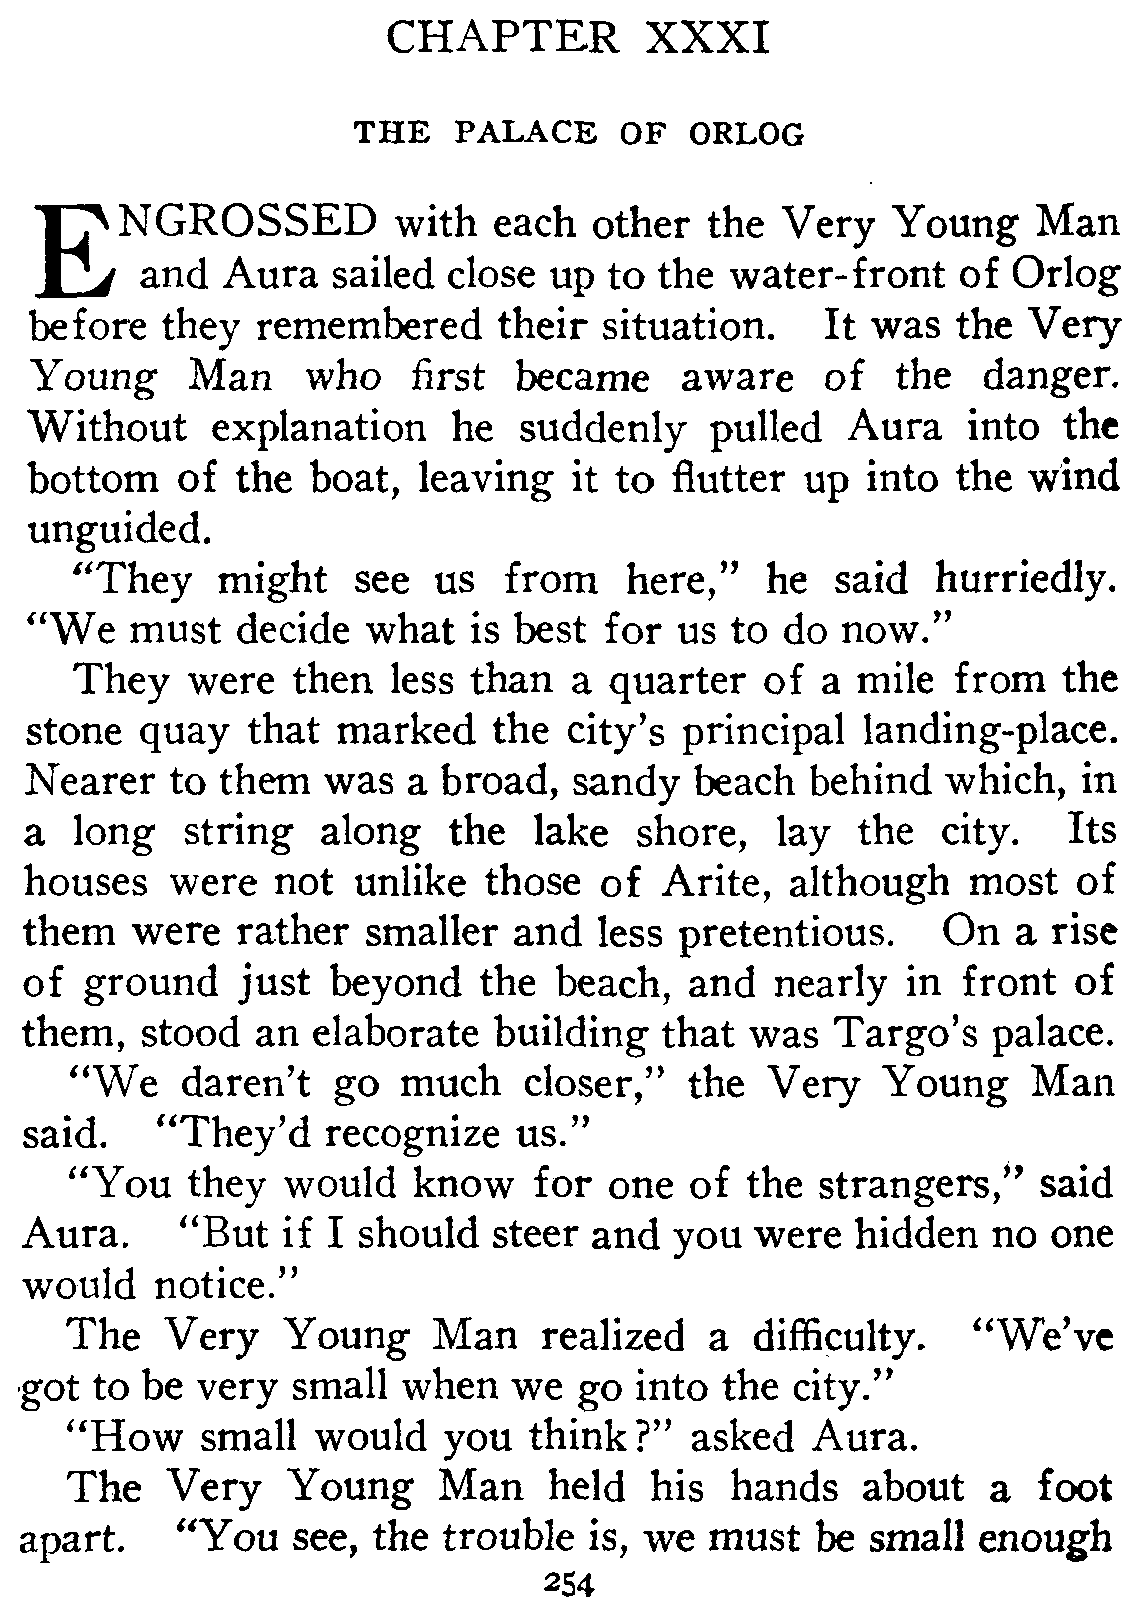 CHAPTER XXXI
THE PALACE OF ORLOG
ENGROSSED with each other the Very Young Man
and Aura sailed close up to the water-front of Orlog
before they remembered their situation. It was the Very
Young Man who first became aware of the danger.
Without explanation he suddenly pulled Aura into the
bottom of the boat, leaving it to flutter up into the wind
unguided.
“They might see us from here,” he said hurriedly.
“We must decide what is best for us to do now.”
They were then less than a quarter of a mile from the
stone quay that marked the city’s principal landing-place.
Nearer to them was a broad, sandy beach behind which, in
a long string along the lake shore, lay the city. Its
houses were not unlike those of Arite, although most of
them were rather smaller and less pretentious. On a rise
of ground just beyond the beach, and nearly in front of
them, stood an elaborate building that was Targo’s palace.
“We daren’t go much closer,” the Very Young Man
said. “They’d recognize us.”
“You they would know for one of the strangers,” said
Aura. “But if I should steer and you were hidden no one
would notice.”
The Very Young Man realized a difficulty. “We’ve
got to be very small when we go into the city.”
“How small would you think?” asked Aura.
The Very Young Man held his hands about a foot
apart. “You see, the trouble is, we must be small enough
254